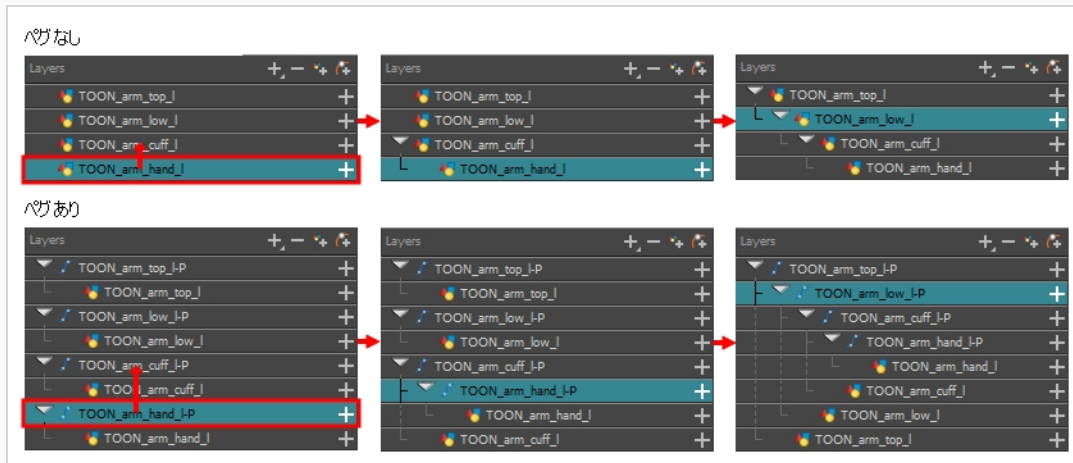 ペグなし
Layers
TOON_arm_top_l
TOON_arm_low_l
TOON_arm_cuff_l
TOON_arm_hand_l
Layers
TOON_arm_top_l
TOON_arm_low_l
TOON_arm_cuff_l
TOON_arm_hand_l
Layers
TOON_arm_top_l
TOON_arm_low_l
TOON_arm_cuff_l
TOON_arm_hand_l
ペグあり
Layers
TOON_arm_top_l-P
TOON_arm_top_l
TOON_arm_low_l-P
TOON_arm_low_l
TOON_arm_cuff_l-P
TOON_arm_cuff_l
TOON_arm_hand_l-P
TOON_arm_hand_l
Layers
TOON_arm_top_l-P
TOON_arm_top_l
TOON_arm_low_l-P
TOON_arm_low_l
TOON_arm_cuff_l-P
TOON_arm_hand_l-P
TOON_arm_hand_l
TOON_arm_cuff_l
Layers
TOON_arm_top_l-P
TOON_arm_low_l-P
TOON_arm_cuff_l-P
TOON_arm_hand_l-P
TOON_arm_hand_l
TOON_arm_cuff_l
TOON_arm_low_l
TOON_arm_top_l